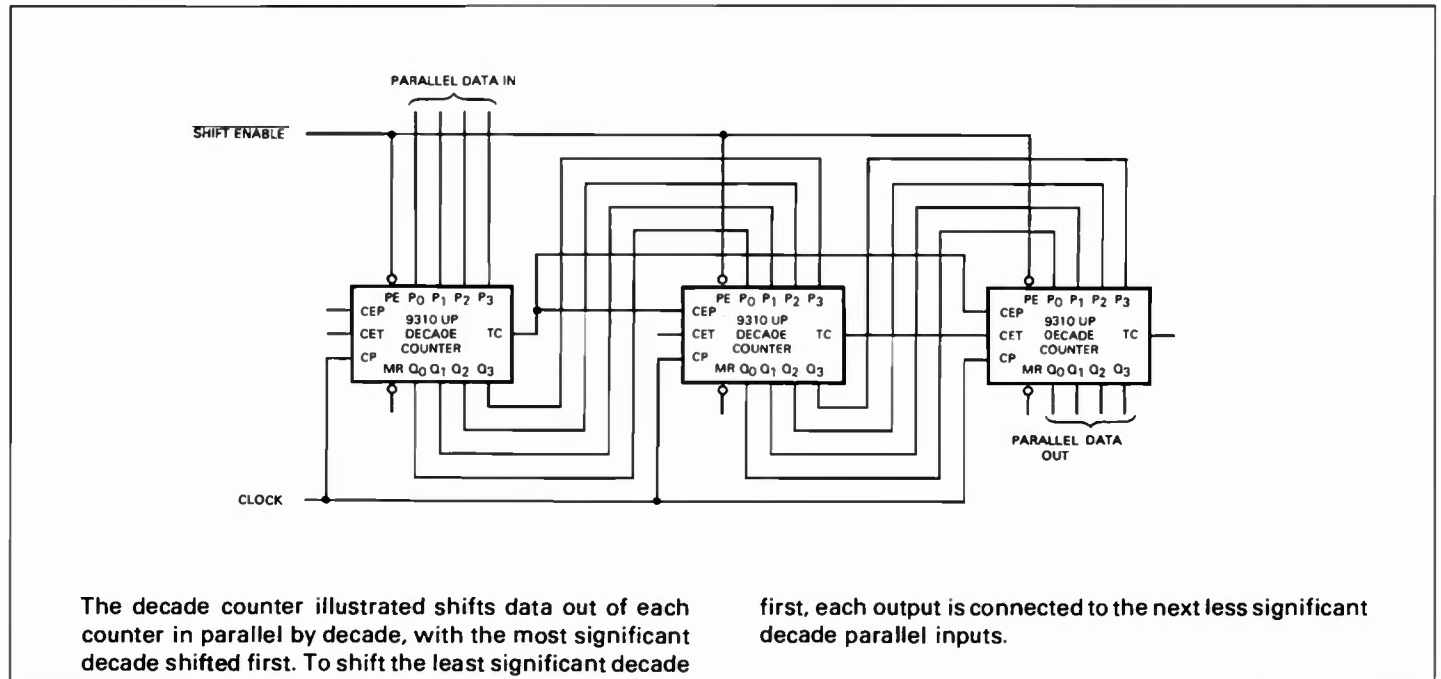 PARALLEL DATA IN
SHIFT ENABLE
PE P0 P1 P2 P3
CEP
9310 UP
CET
DECADE
TC
COUNTER
CP
MR Q0 Q1 Q2 Q3
PE P0 P1 P2 P3
CEP
9310 UP
CET
DECADE
TC
COUNTER
CP
MR Q0 Q1 Q2 Q3
PE P0 P1 P2 P3
CEP
9310 UP
CET
DECADE
TC
COUNTER
CP
MR Q0 Q1 Q2 Q3
PARALLEL DATA
OUT
CLOCK
The decade counter illustrated shifts data out of each
counter in parallel by decade, with the most significant
decade shifted first. To shift the least significant decade
first, each output is connected to the next less significant
decade parallel inputs.